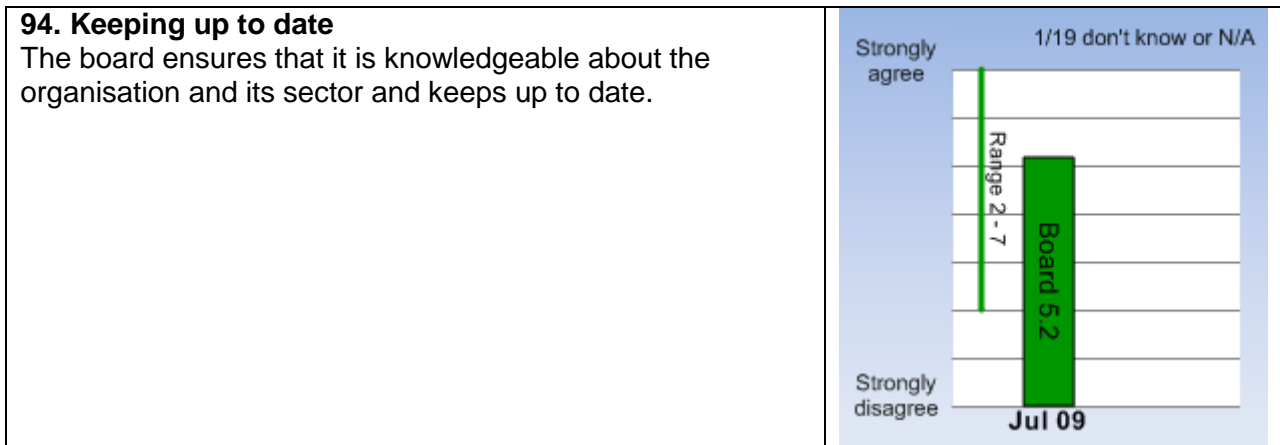 94. Keeping up to date
The board ensures that it is knowledgeable about the
organisation and its sector and keeps up to date.
1/19 don't know or N/A
Strongly
agree
Range 2 - 7
Board 5.2
Strongly
disagree
Jul 09